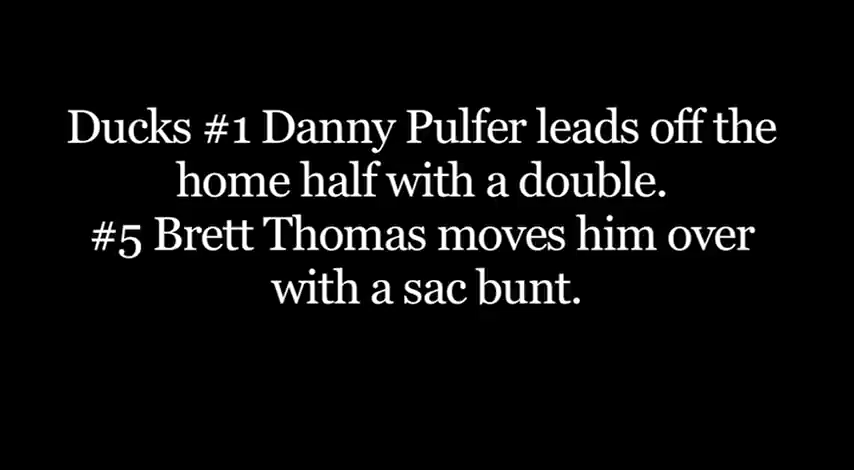 Ducks #1 Danny Pulfer leads off the
home half with a double.
#5 Brett Thomas moves him over
with a sac bunt.